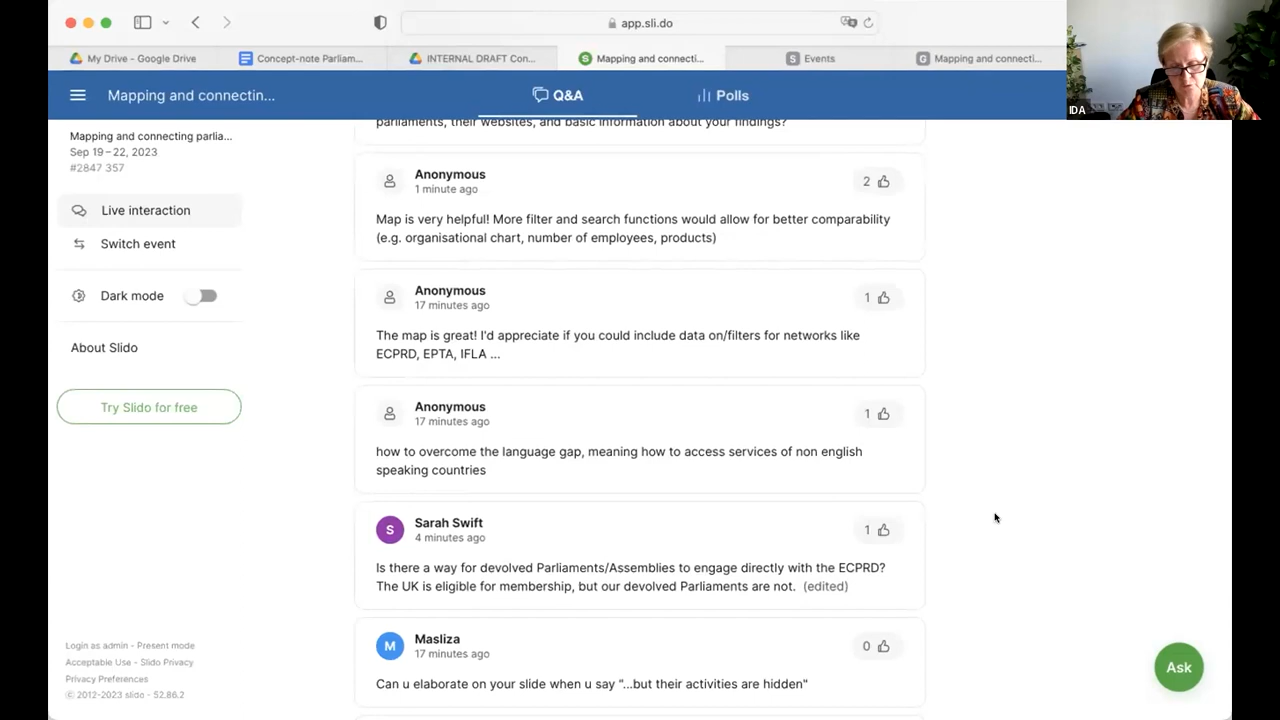 app.sli.do
My Drive - Google Drive
Concept-note Parliam...
INTERNAL DRAFT Con...
S
Mapping and connecti...
S
Events
G
Mapping and connecti...
IDA
Mapping and connectin...
Q&A
Polls
Mapping and connecting parlia...
Sep 19 – 22, 2023
#2847 357
Live interaction
Switch event
Dark mode
About Slido
Try Slido for free
Login as admin - Present mode
Acceptable Use - Slido Privacy
Privacy Preferences
© 2012-2023 slido - 52.86.2
parliaments, their websites, and basic information about your findings?
Anonymous
1 minute ago
2
Map is very helpful! More filter and search functions would allow for better comparability
(e.g. organisational chart, number of employees, products)
Anonymous
17 minutes ago
1
The map is great! I'd appreciate if you could include data on/filters for networks like
ECPRD, EPTA, IFLA ...
Anonymous
17 minutes ago
1
how to overcome the language gap, meaning how to access services of non english
speaking countries
S
Sarah Swift
4 minutes ago
1
Is there a way for devolved Parliaments/Assemblies to engage directly with the ECPRD?
The UK is eligible for membership, but our devolved Parliaments are not. (edited)
M
Masliza
17 minutes ago
0
Can u elaborate on your slide when u say "...but their activities are hidden"
Ask